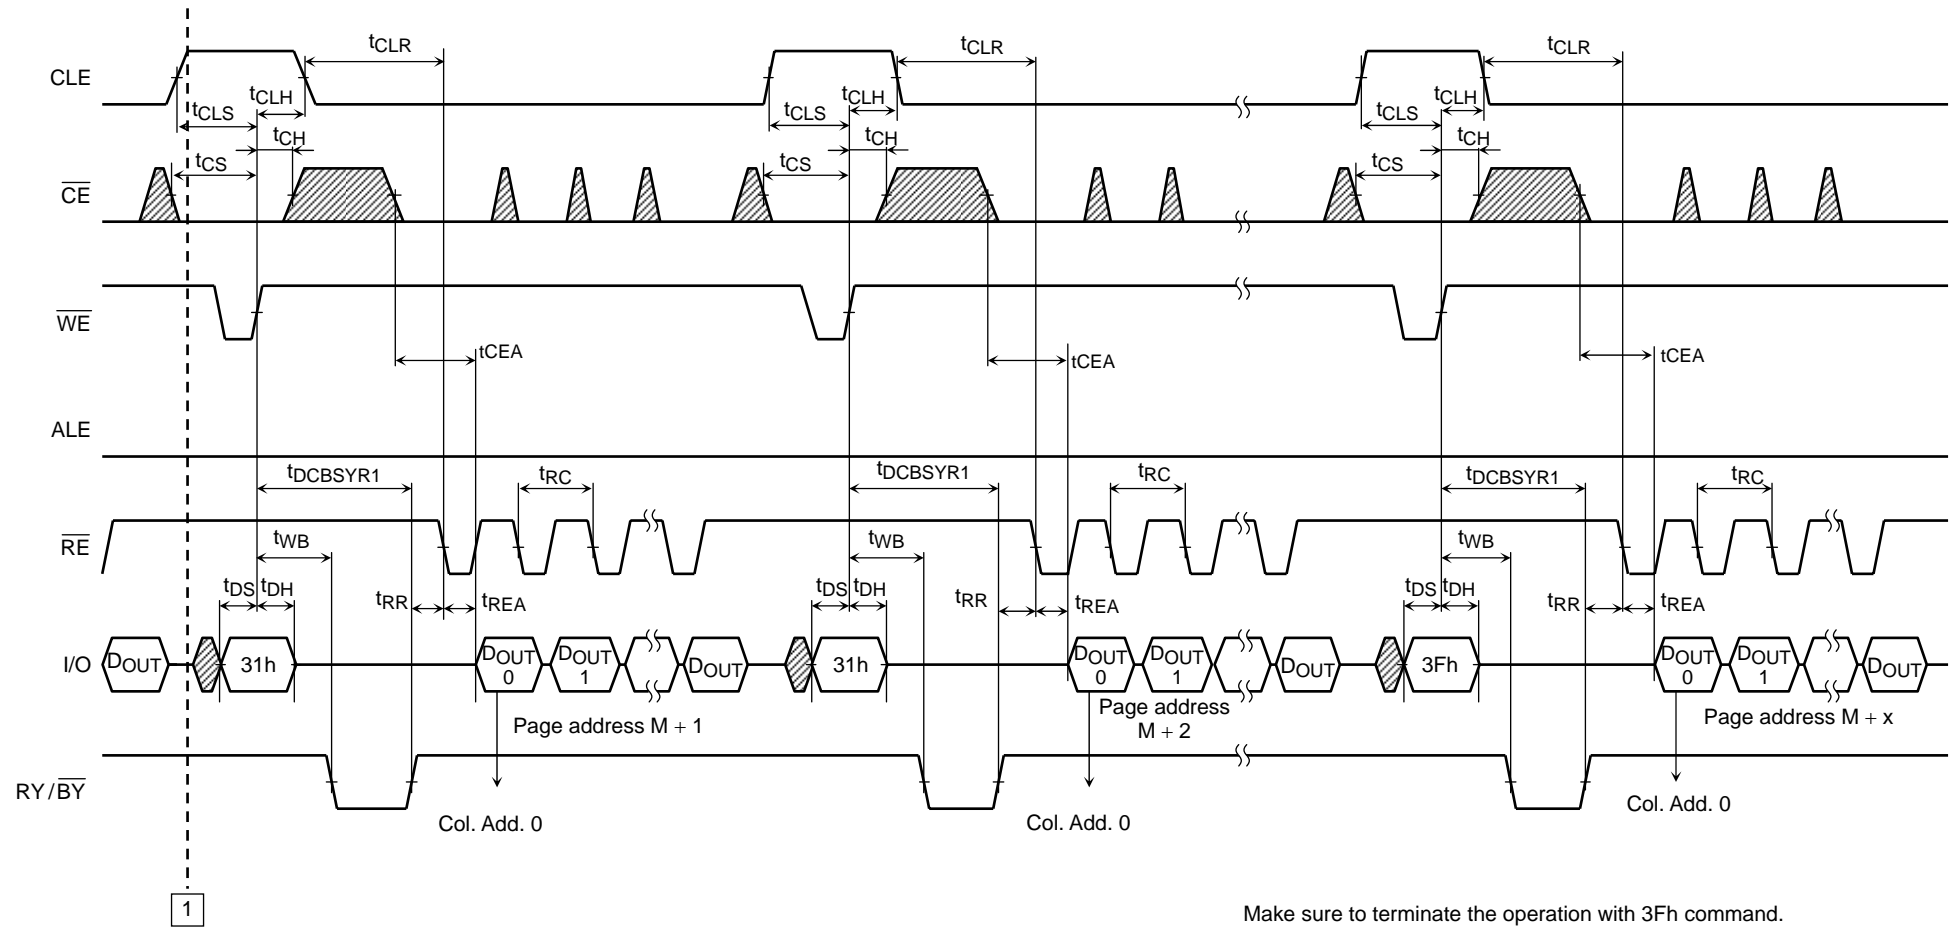 tCLR tCLR tCLR
CLE
tCLH tCLH tCLH
tCLS tCLS tCLS
tCH tCH tCH
tCS tCS tCS
CE
WE
tCEA tCEA tCEA
ALE
tDCBSYR1 tDCBSYR1 tDCBSYR1
tRC tRC tRC
RE
tWB tWB tWB
tDS tDH tDS tDH tDS tDH
tRR tREA tRR tREA tRR tREA
I/O DOUT 31h DOUT 0 DOUT 1 DOUT 31h DOUT 0 DOUT 1 DOUT 3Fh DOUT 0 DOUT 1 DOUT
Page address M + 1
Page address
M + 2
Page address M + x
RY/BY
Col. Add. 0 Col. Add. 0 Col. Add. 0
1
Make sure to terminate the operation with 3Fh command.